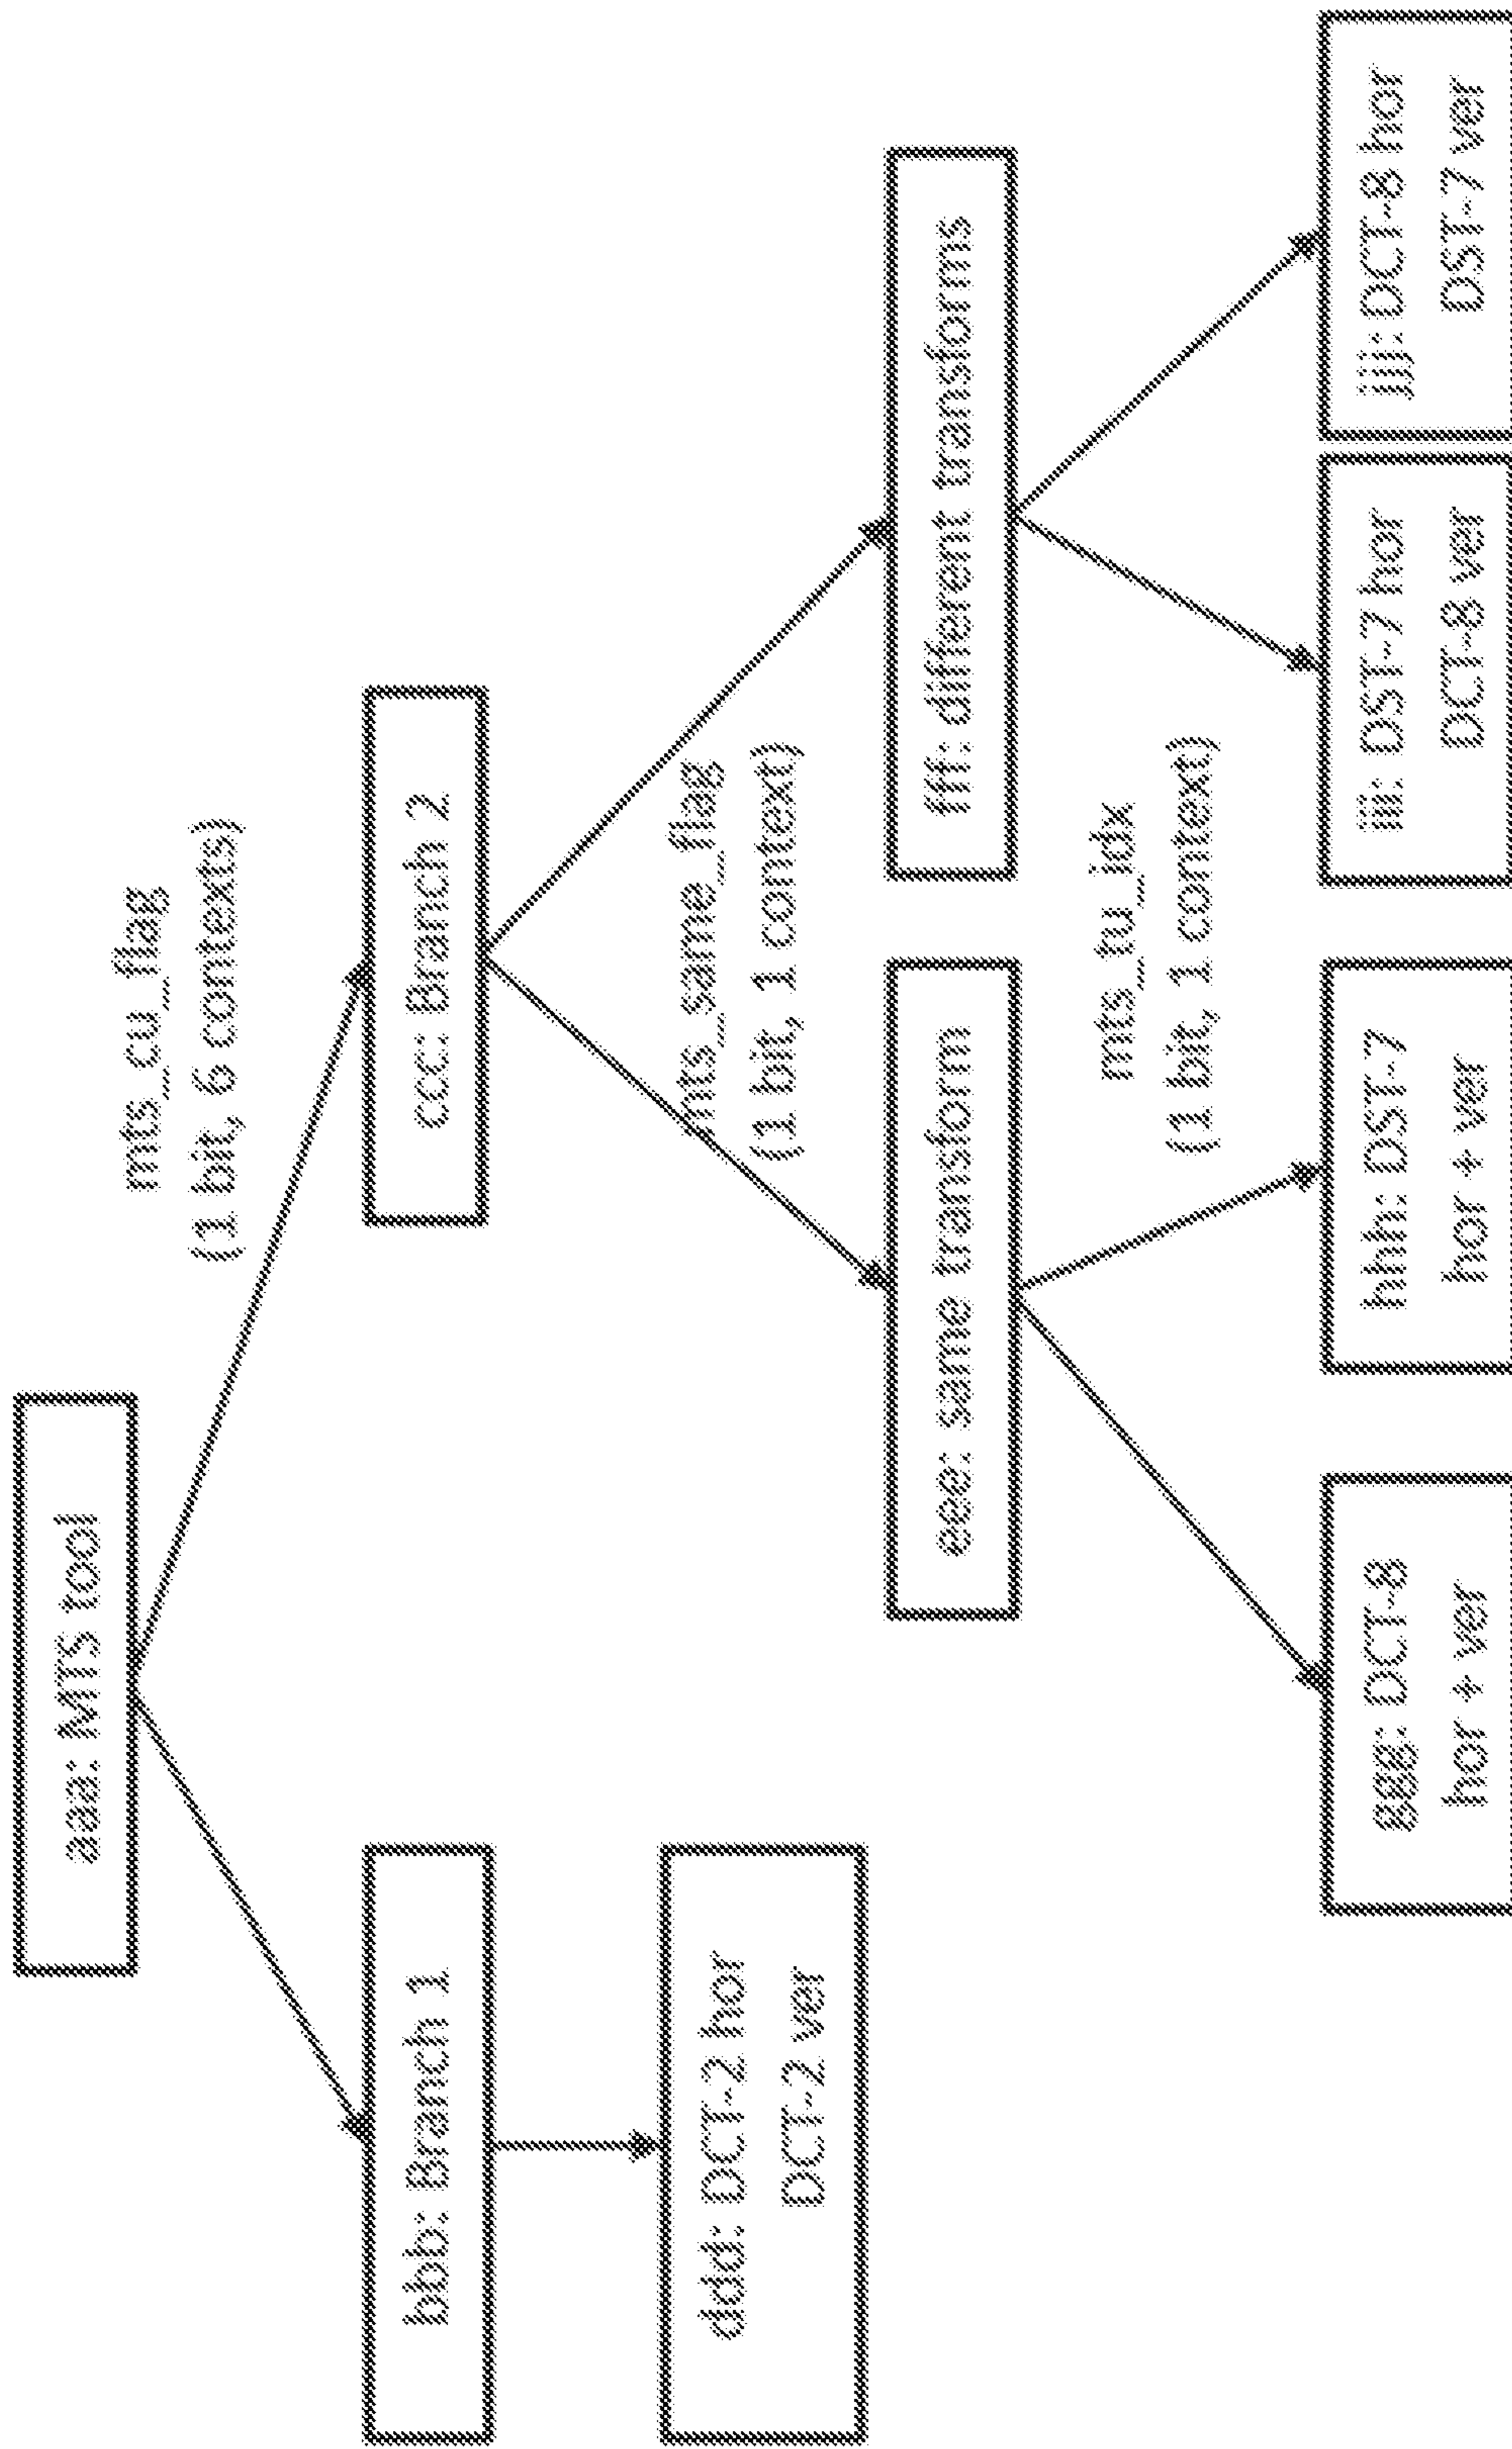 aaa: MTS tool
mts_cu_flag
(1 bit, 6 contexts)
bbb: Branch 1
ccc: Branch 2
ddd: DCT-2 hor
DCT-2 ver
mts_same_flag
(1 bit, 1 context)
eee: same transform
fff: different transforms
mts_tu_idx
(1 bit, 1 context)
ggg: DCT-8
hor + ver
hhh: DST-7
hor + ver
iii: DST-7 hor
DCT-8 ver
jjj: DCT-8 hor
DST-7 ver